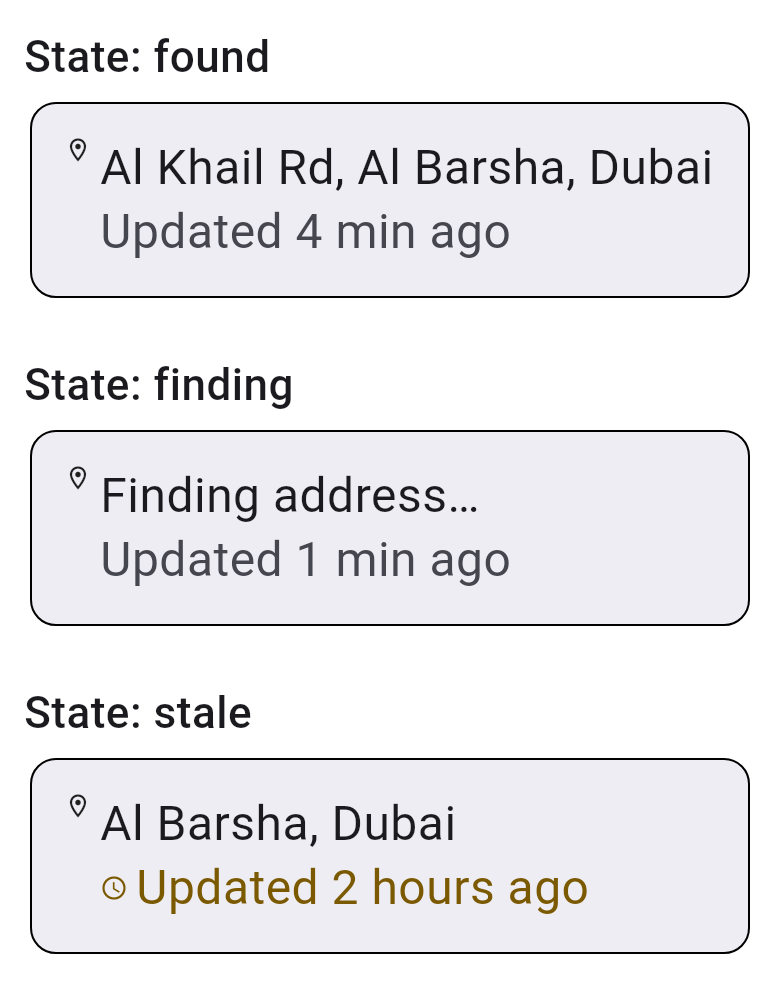 State: found
Al Khail Rd, Al Barsha, Dubai
Updated 4 min ago
State: finding
Finding address…
Updated 1 min ago
State: stale
Al Barsha, Dubai
Updated 2 hours ago